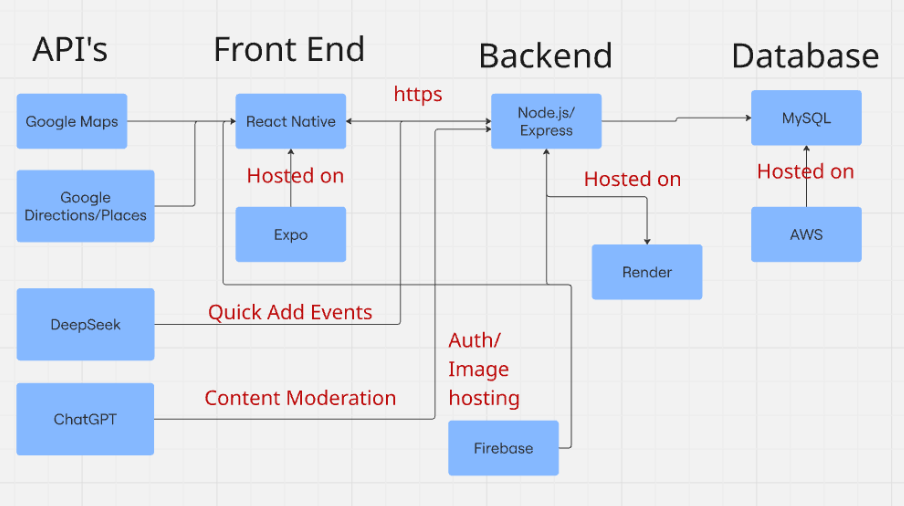 API's
Front End
Backend
Database
https
Google Maps
React Native
Node.js/
Express
MySQL
Hosted on
Hosted on
Hosted on
Google
Directions/Places
Expo
AWS
Render
DeepSeek
Quick Add Events
Auth/
Image
hosting
ChatGPT
Content Moderation
Firebase